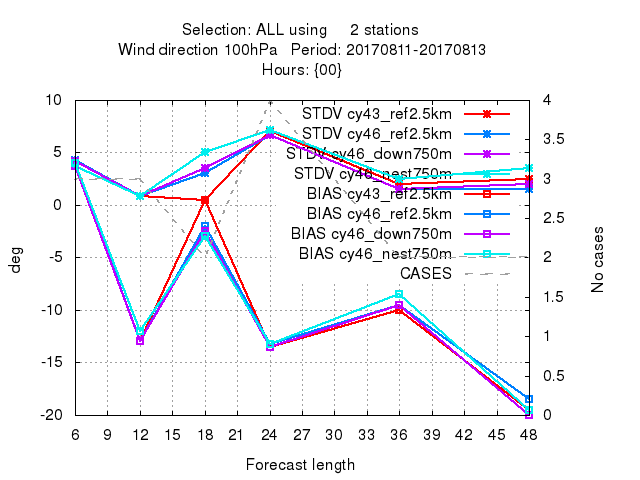 Selection: ALL using 2 stations
Wind direction 100hPa Period: 20170811-20170813
Hours: {00}
10
5
0
-5
-10
-15
-20
deg
STDV cy43_ref2.5km
STDV cy46_ref2.5km
STDV cy46_down750m
STDV cy46_nest750m
BIAS cy43_ref2.5km
BIAS cy46_ref2.5km
BIAS cy46_down750m
BIAS cy46_nest750m
CASES
4
3.5
3
2.5
2
1.5
1
0.5
0
No cases
6 9 12 15 18 21 24 27 30 33 36 39 42 45 48
Forecast length